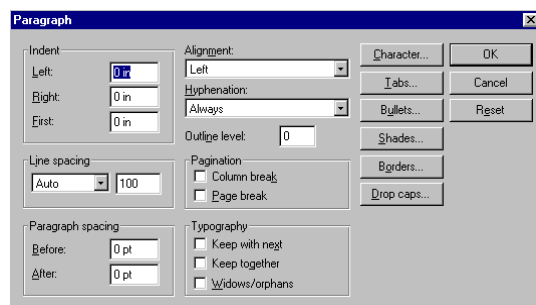 Paragraph
Indent
Left: 0 in
Right: 0 in
First: 0 in
Line spacing
Auto 100
Paragraph spacing
Before: 0 pt
After: 0 pt
Alignment:
Left
Hyphenation:
Always
Outline level: 0
Pagination
Column break
Page break
Typography
Keep with next
Keep together
Widows/orphans
Character...
Tabs...
Bullets...
Shades...
Borders...
Drop caps...
OK
Cancel
Reset